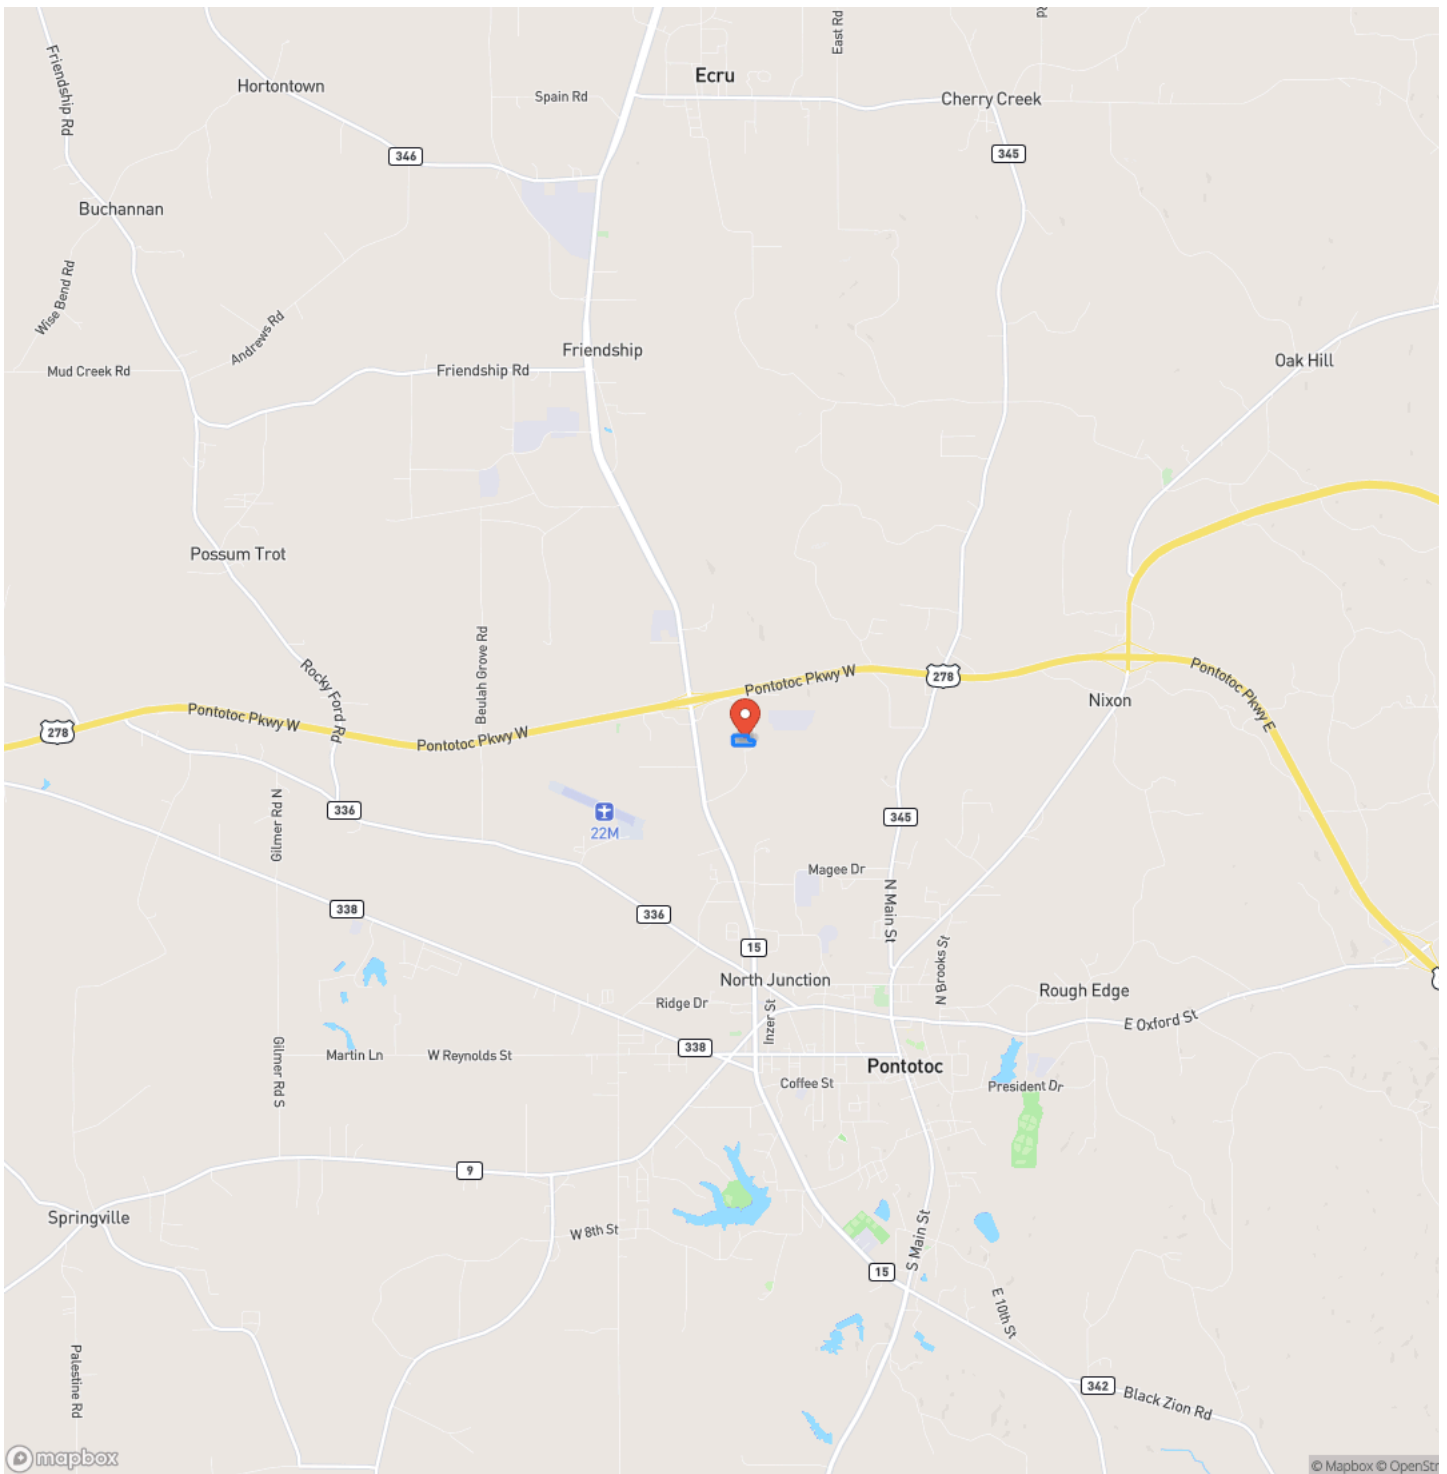 Ecru
Hortontown
Spain Rd
East Rd
Rd
Cherry Creek
346
345
Friendship Rd
Buchannan
Wise Bend Rd
Andrews Rd
Mud Creek Rd
Friendship
Friendship Rd
Oak Hill
Possum Trot
Rocky Ford Rd
Beulah Grove Rd
Pontotoc Pkwy W
278
Pontotoc Pkwy W
Pontotoc Pkwy W
278
Pontotoc Pkwy E
Nixon
278
336
Gilmer Rd N
22M
345
Magee Dr
N Main St
338
336
15
North Junction
N Brooks St
Rough Edge
Ridge Dr
Inzer St
E Oxford St
Martin Ln
W Reynolds St
338
Pontotoc
Coffee St
President Dr
Gilmer Rd S
9
Springville
W 8th St
S Main St
15
E 10th St
Palestine Rd
342
Black Zion Rd
mapbox
© Mapbox © OpenStr